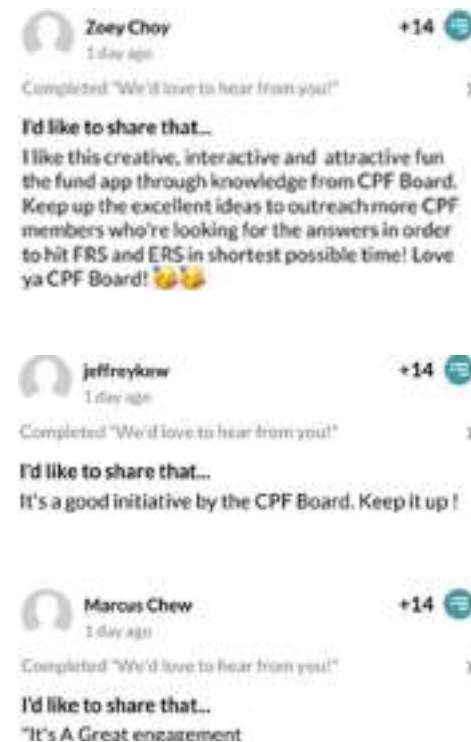 Zoey Choy +14
1 day ago
Completed "We'd love to hear from you!"
I'd like to share that...
I like this creative, interactive and attractive fun
the fund app through knowledge from CPF Board.
Keep up the excellent ideas to outreach more CPF
members who're looking for the answers in order
to hit FRS and ERS in shortest possible time! Love
ya CPF Board!
jeffreykew +14
1 day ago
Completed "We'd love to hear from you!"
I'd like to share that...
It's a good initiative by the CPF Board. Keep it up !
Marcus Chew +14
1 day ago
Completed "We'd love to hear from you!"
I'd like to share that...
"It's A Great engagement